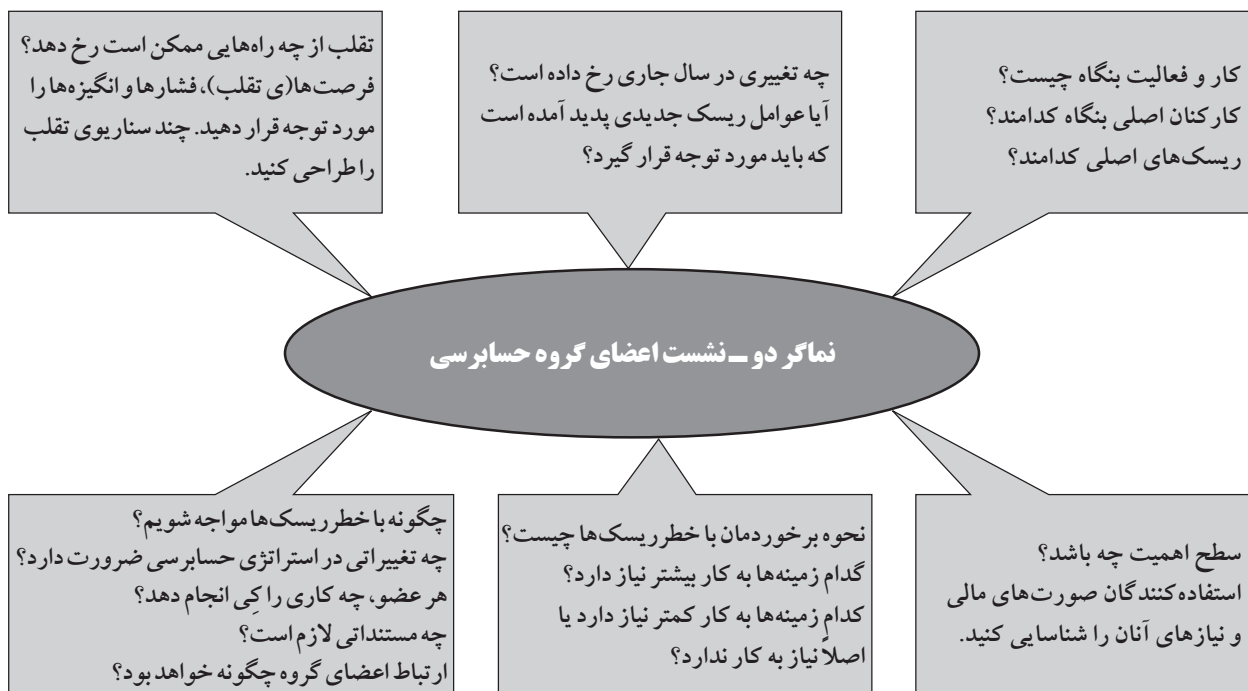 کار و فعالیت بنگاه چیست؟
کارکنان اصلی بنگاه کدامند؟
ریسک‌های اصلی کدامند؟
چه تغییری در سال جاری رخ داده است؟
آیا عوامل ریسک جدیدی پدید آمده است
که باید مورد توجه قرار گیرد؟
تقلب از چه راه‌هایی ممکن است رخ دهد؟
فرصت‌ها(ی تقلب)، فشارها و انگیزه‌ها را
مورد توجه قرار دهید. چند سناریوی تقلب
را طراحی کنید.
نماگر دو ــ نشست اعضای گروه حسابرسی
سطح اهمیت چه باشد؟
استفاده‌کنندگان صورت‌های مالی
و نیازهای آنان را شناسایی کنید.
نحوه برخوردمان با خطر ریسک‌ها چیست؟
گدام زمینه‌ها به کار بیشتر نیاز دارد؟
کدام زمینه‌ها به کار کمتر نیاز دارد یا
اصلاً نیاز به کار ندارد؟
چگونه با خطر ریسک‌ها مواجه شویم؟
چه تغییراتی در استراتژی حسابرسی ضرورت دارد؟
هر عضو، چه کاری را کِی انجام دهد؟
چه مستنداتی لازم است؟
ارتباط اعضای گروه چگونه خواهد بود؟